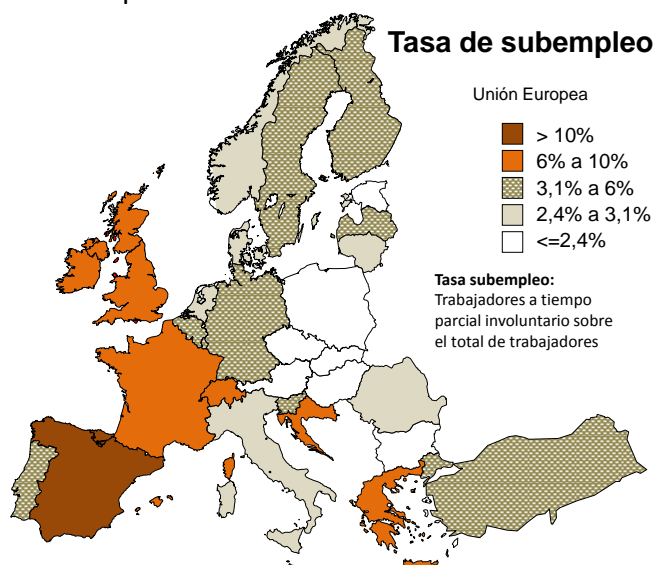 Tasa de subempleo
Unión Europea
> 10%
6% a 10%
3,1% a 6%
2,4% a 3,1%
<=2,4%
Tasa subempleo:
Trabajadores a tiempo
parcial involuntario sobre
el total de trabajadores